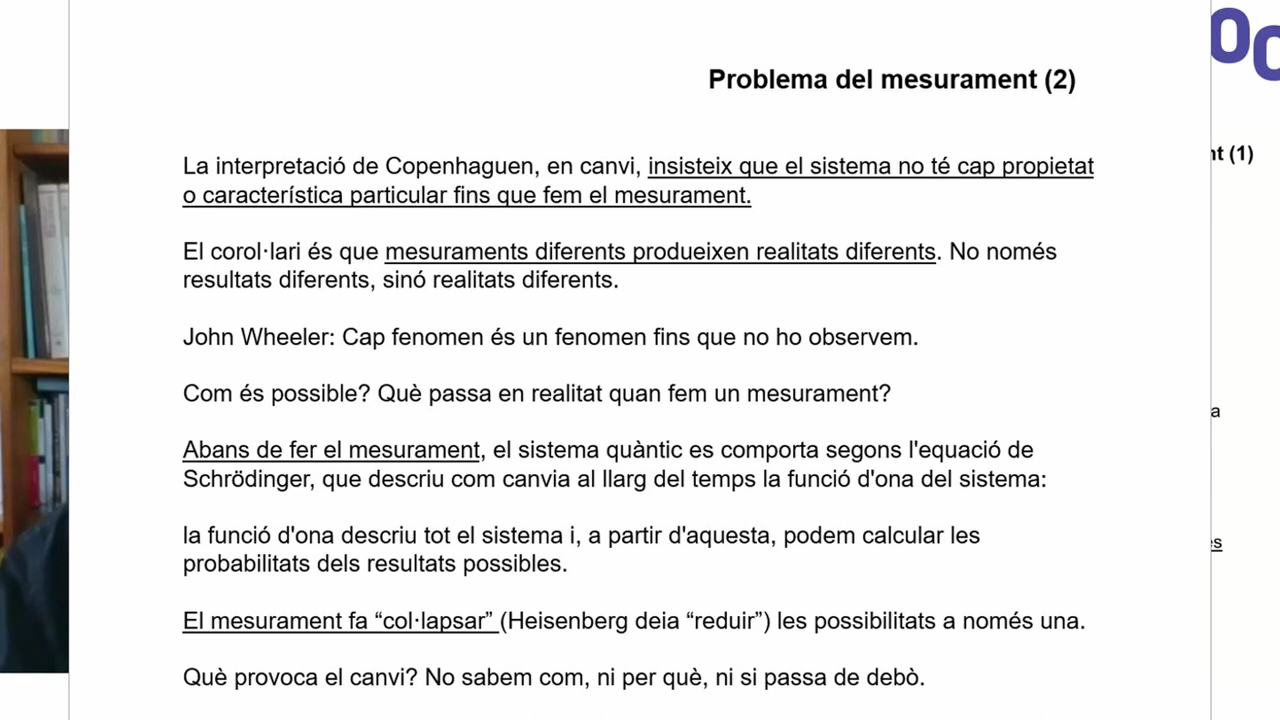 Problema del mesurament (2)
La interpretació de Copenhaguen, en canvi, insisteix que el sistema no té cap propietat
o característica particular fins que fem el mesurament.
El corol·lari és que mesuraments diferents produeixen realitats diferents. No només
resultats diferents, sinó realitats diferents.
John Wheeler: Cap fenomen és un fenomen fins que no ho observem.
Com és possible? Què passa en realitat quan fem un mesurament?
Abans de fer el mesurament, el sistema quàntic es comporta segons l'equació de
Schrödinger, que descriu com canvia al llarg del temps la funció d'ona del sistema:
la funció d'ona descriu tot el sistema i, a partir d'aquesta, podem calcular les
probabilitats dels resultats possibles.
El mesurament fa “col·lapsar” (Heisenberg deia “reduir”) les possibilitats a només una.
Què provoca el canvi? No sabem com, ni per què, ni si passa de debò.
(1)